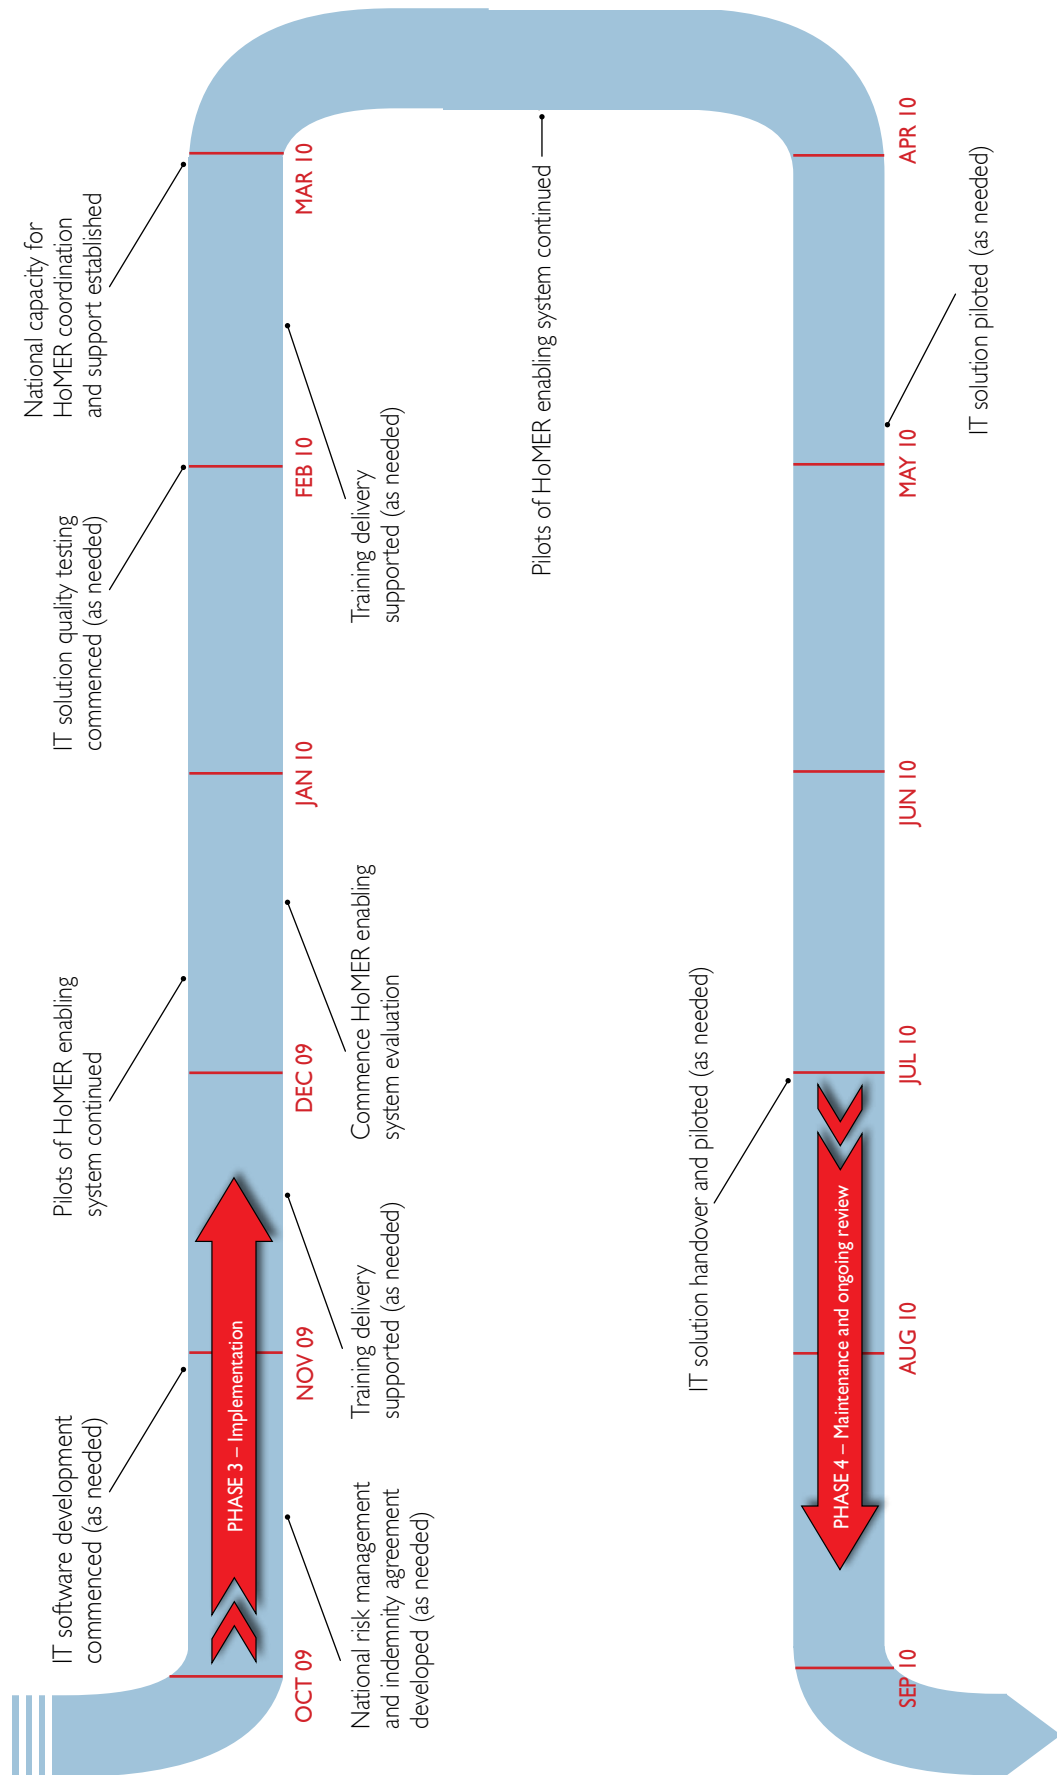 IT software development
commenced (as needed)
Pilots of HoMER enabling
system continued
IT solution quality testing
commenced (as needed)
National capacity for
HoMER coordination
and support established
PHASE 3 – Implementation
OCT 09
NOV 09
DEC 09
JAN 10
FEB 10
MAR 10
National risk management
and indemnity agreement
developed (as needed)
Training delivery
supported (as needed)
Commence HoMER enabling
system evaluation
Training delivery
supported (as needed)
Pilots of HoMER enabling system continued
IT solution handover and piloted (as needed)
PHASE 4 – Maintenance and ongoing review
SEP 10
AUG 10
JUL 10
JUN 10
MAY 10
APR 10
IT solution piloted (as needed)